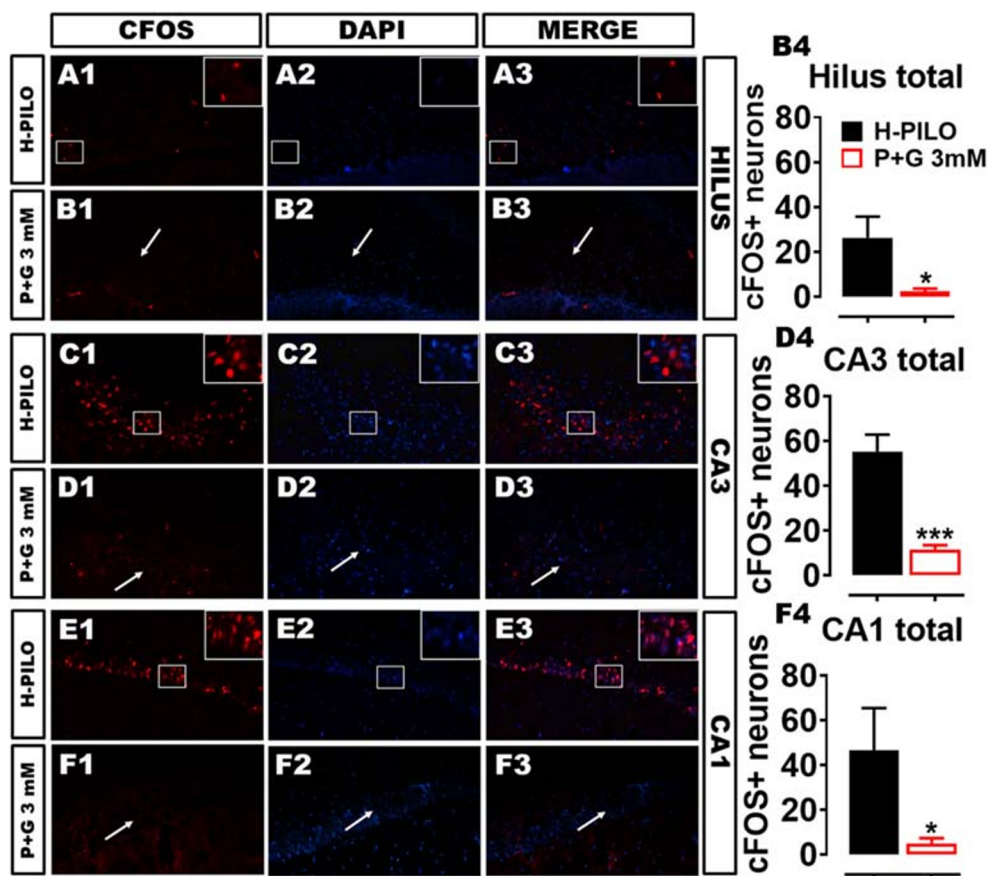 CFOS DAPI MERGE
H-PILO
A1 A2 A3
P+G 3 mM
B1 B2 B3
HILUS
B4
Hilus total
cFOS+ neurons
80
60
40
20
0
H-PILO
P+G 3mM
*
H-PILO
C1 C2 C3
P+G 3 mM
D1 D2 D3
CA3
D4
CA3 total
cFOS+ neurons
80
60
40
20
0
***
H-PILO
E1 E2 E3
P+G 3 mM
F1 F2 F3
CA1
F4
CA1 total
cFOS+ neurons
80
60
40
20
0
*